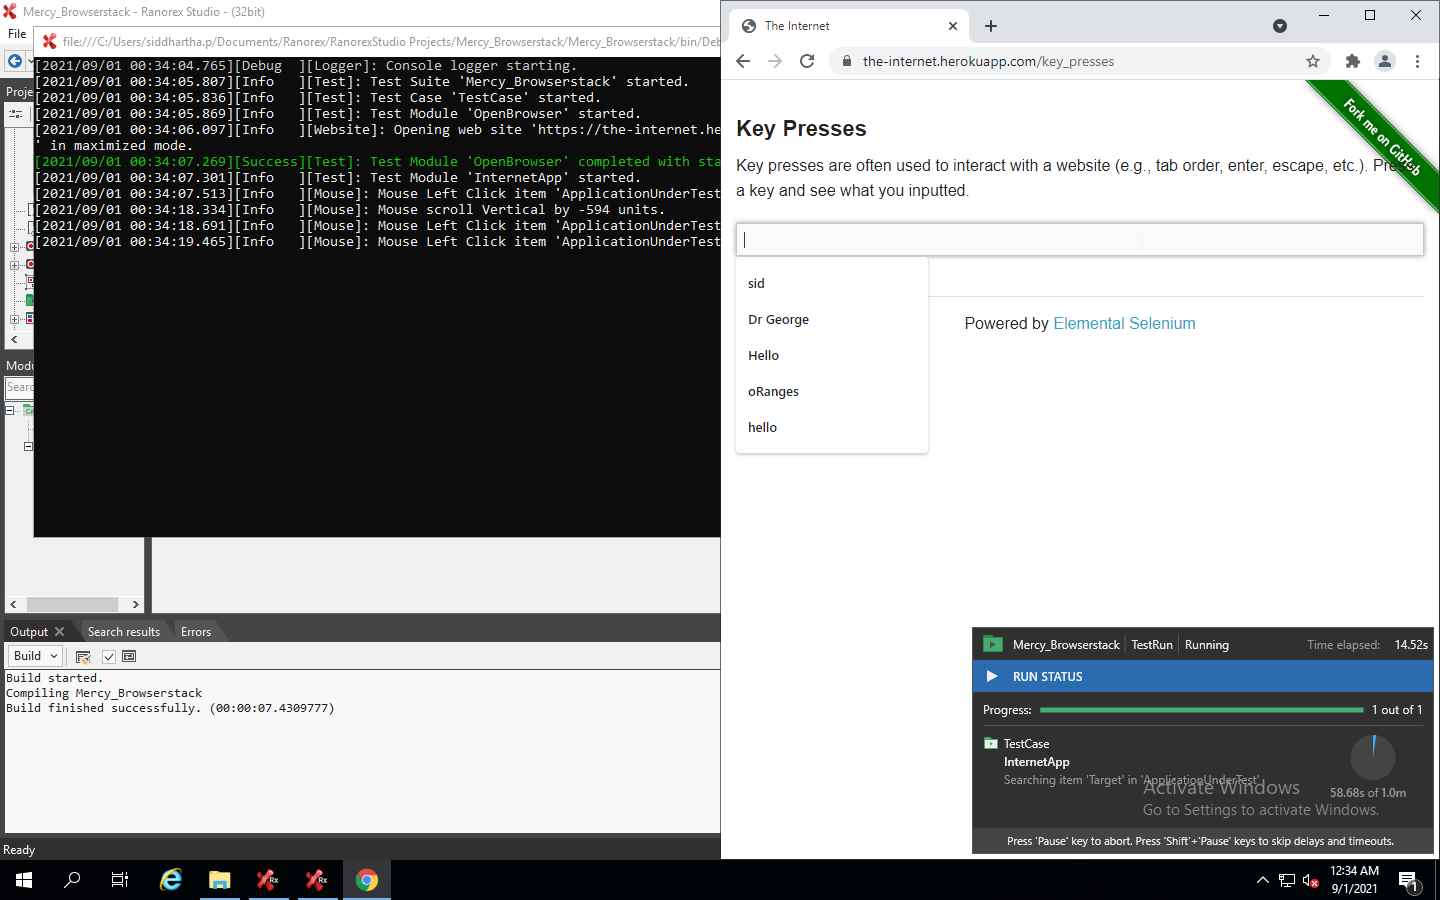 Mercy_Browserstack - Ranorex Studio - (32bit)
File
file:///C:/Users/siddhartha.p/Documents/Ranorex/RanorexStudio Projects/Mercy_Browserstack/Mercy_Browserstack/bin/Deb
[2021/09/01 00:34:04.765][Debug  ][Logger]: Console logger starting.
[2021/09/01 00:34:05.807][Info   ][Test]: Test Suite 'Mercy_Browserstack' started.
[2021/09/01 00:34:05.836][Info   ][Test]: Test Case 'TestCase' started.
[2021/09/01 00:34:05.869][Info   ][Test]: Test Module 'OpenBrowser' started.
[2021/09/01 00:34:06.097][Info   ][Website]: Opening web site 'https://the-internet.he
' in maximized mode.
[2021/09/01 00:34:07.269][Success][Test]: Test Module 'OpenBrowser' completed with sta
[2021/09/01 00:34:07.301][Info   ][Test]: Test Module 'InternetApp' started.
[2021/09/01 00:34:07.513][Info   ][Mouse]: Mouse Left Click item 'ApplicationUnderTest
[2021/09/01 00:34:18.334][Info   ][Mouse]: Mouse scroll Vertical by -594 units.
[2021/09/01 00:34:18.691][Info   ][Mouse]: Mouse Left Click item 'ApplicationUnderTest
[2021/09/01 00:34:19.465][Info   ][Mouse]: Mouse Left Click item 'ApplicationUnderTest
Proje
Modu
Searc
Output
Search results
Errors
Build
Build started.
Compiling Mercy_Browserstack
Build finished successfully. (00:00:07.4309777)
Ready
The Internet
the-internet.herokuapp.com/key_presses
Fork me on GitHub
Key Presses
Key presses are often used to interact with a website (e.g., tab order, enter, escape, etc.). Press
a key and see what you inputted.
sid
Dr George
Hello
oRanges
hello
Powered by Elemental Selenium
Mercy_Browserstack TestRun Running Time elapsed: 14.52s
RUN STATUS
Progress: 1 out of 1
TestCase
InternetApp
Searching item 'Target' in 'ApplicationUnderTest'
58.68s of 1.0m
Activate Windows
Go to Settings to activate Windows.
Press 'Pause' key to abort. Press 'Shift'+'Pause' keys to skip delays and timeouts.
Rx
Rx
12:34 AM
9/1/2021
1